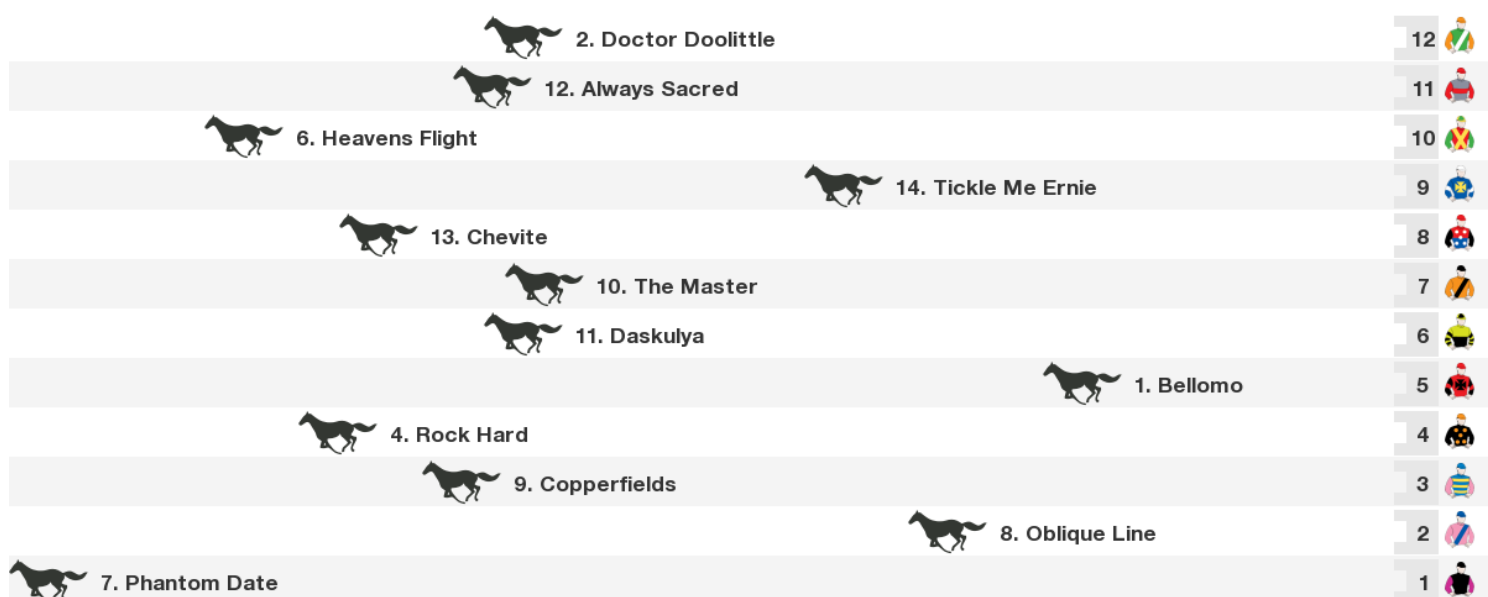 2. Doctor Doolittle 12
12. Always Sacred 11
6. Heavens Flight 10
14. Tickle Me Ernie 9
13. Chevite 8
10. The Master 7
11. Daskulya 6
1. Bellomo 5
4. Rock Hard 4
9. Copperfields 3
8. Oblique Line 2
7. Phantom Date 1